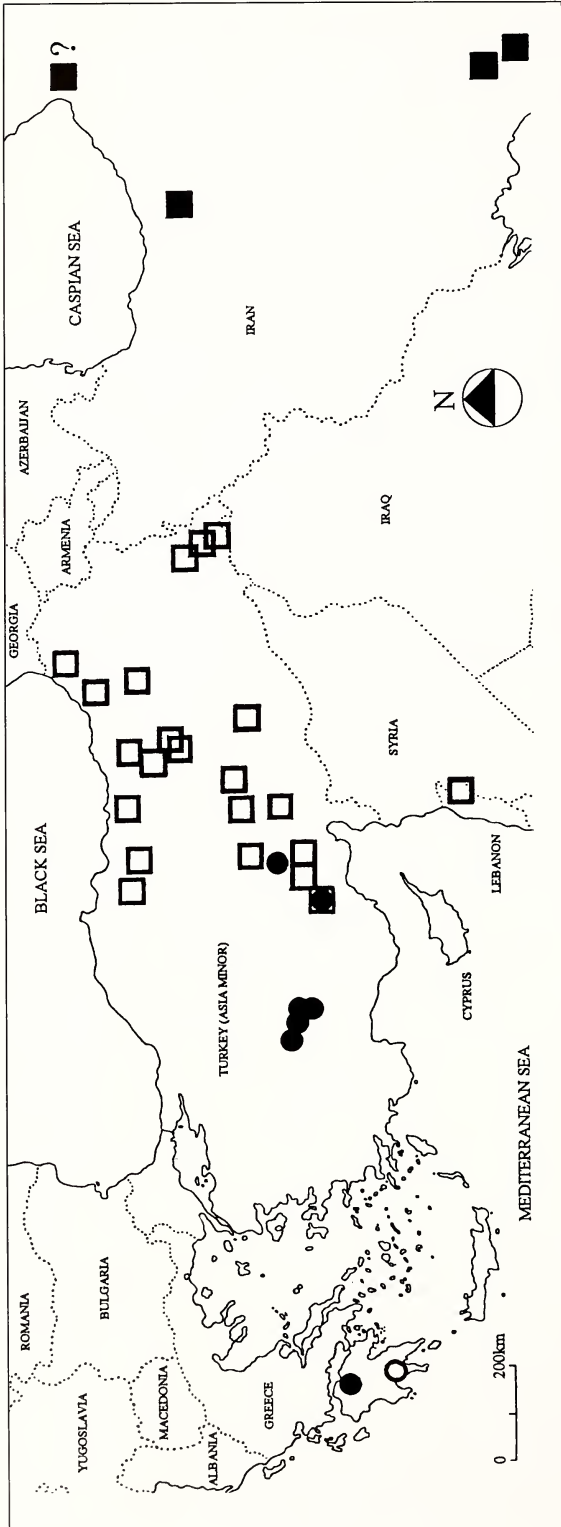 ROMANIA
YUGOSLAVIA
BULGARIA
MACEDONIA
ALBANIA
GREECE
BLACK SEA
GEORGIA
ARMENIA
AZERBAIJAN
CASPIAN SEA
?
TURKEY (ASIA MINOR)
IRAN
SYRIA
IRAQ
CYPRUS
LEBANON
MEDITERRANEAN SEA
N
0 200km